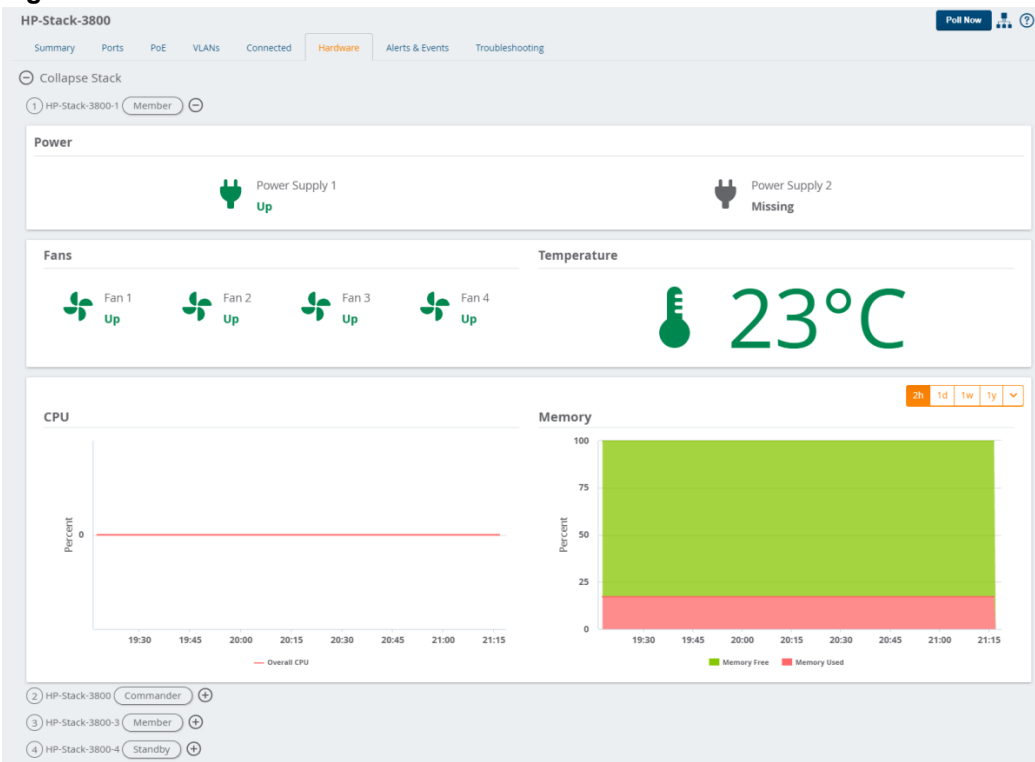 HP-Stack-3800
Poll Now
Summary Ports PoE VLANs Connected Hardware Alerts & Events Troubleshooting
Collapse Stack
1 HP-Stack-3800-1 Member
Power
Power Supply 1
Up
Power Supply 2
Missing
Fans
Fan 1
Up
Fan 2
Up
Fan 3
Up
Fan 4
Up
Temperature
23°C
2h 1d 1w 1y
CPU
Percent
0
19:30 19:45 20:00 20:15 20:30 20:45 21:00 21:15
Overall CPU
Memory
Percent
100
75
50
25
0
19:30 19:45 20:00 20:15 20:30 20:45 21:00 21:15
Memory Free Memory Used
2 HP-Stack-3800 Commander
3 HP-Stack-3800-3 Member
4 HP-Stack-3800-4 Standby